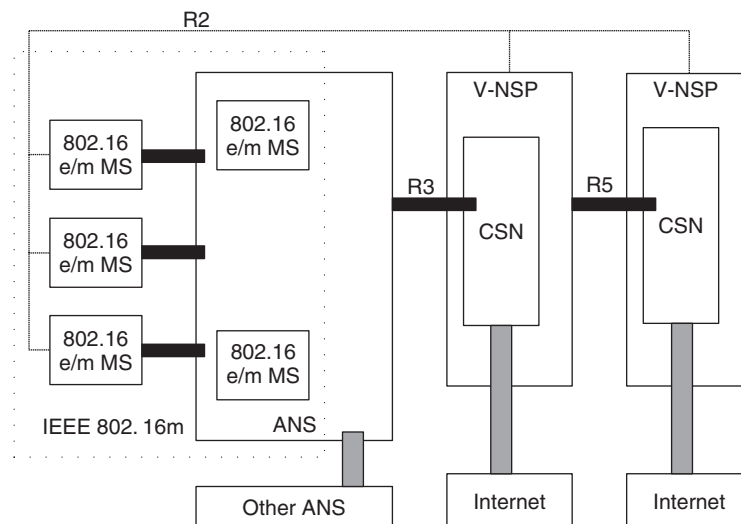 R2
V-NSP
V-NSP
802.16
e/m MS
802.16
e/m MS
R3
R5
CSN
CSN
802.16
e/m MS
802.16
e/m MS
802.16
e/m MS
IEEE 802. 16m
ANS
Other ANS
Internet
Internet